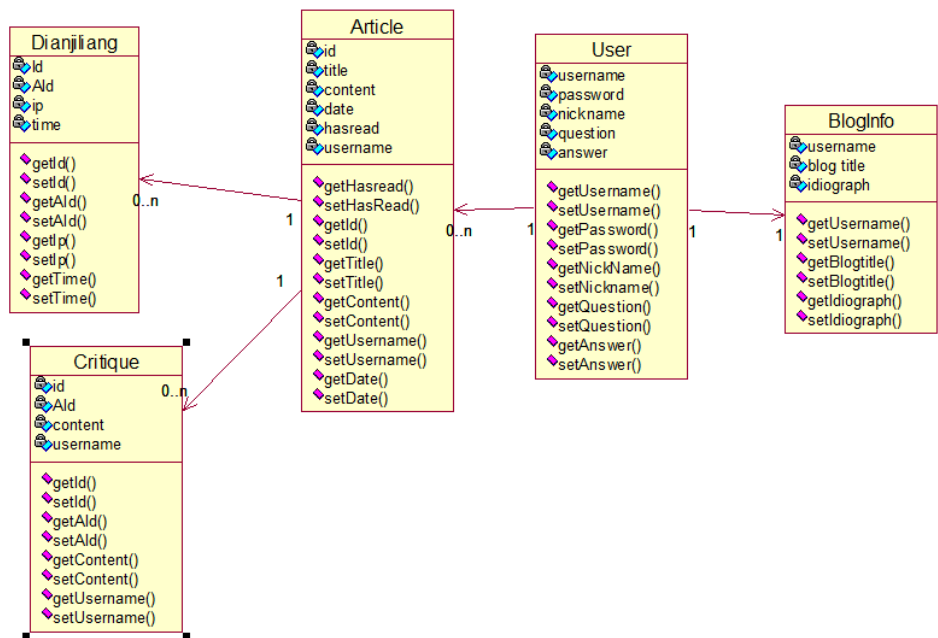 Dianjiliang
Id
AId
ip
time
getId()
setId()
getAId()
setAId()
getIp()
setIp()
getTime()
setTime()
0..n
1
Article
id
title
content
date
hasread
username
getHasread()
setHasRead()
getId()
setId()
getTitle()
setTitle()
getContent()
setContent()
getUsername()
setUsername()
getDate()
setDate()
1
0..n
Critique
id
AId
content
username
getId()
setId()
getAId()
setAId()
getContent()
setContent()
getUsername()
setUsername()
0..n
1
User
username
password
nickname
question
answer
getUsername()
setUsername()
getPassword()
setPassword()
getNickName()
setNickname()
getQuestion()
setQuestion()
getAnswer()
setAnswer()
1
1
BlogInfo
username
blog title
idiograph
getUsername()
setUsername()
getBlogtitle()
setBlogtitle()
getIdiograph()
setIdiograph()